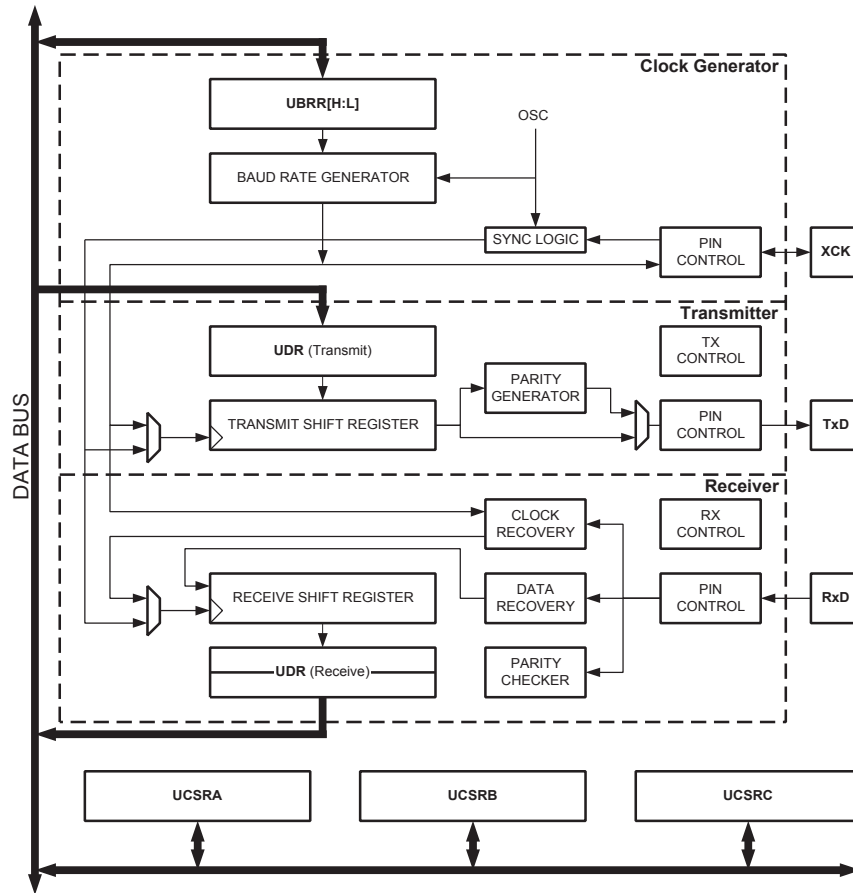 Clock Generator
UBRR[H:L]
OSC
BAUD RATE GENERATOR
SYNC LOGIC
PIN
CONTROL
XCK
Transmitter
UDR (Transmit)
TX
CONTROL
PARITY
GENERATOR
TRANSMIT SHIFT REGISTER
PIN
CONTROL
TxD
DATA BUS
Receiver
CLOCK
RECOVERY
RX
CONTROL
RECEIVE SHIFT REGISTER
DATA
RECOVERY
PIN
CONTROL
RxD
UDR (Receive)
PARITY
CHECKER
UCSRA
UCSRB
UCSRC